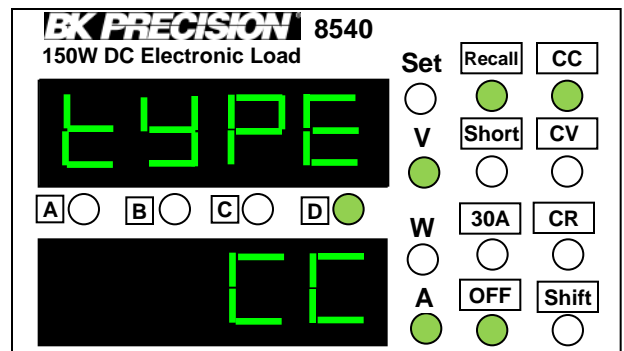 BK PRECISION 8540
150W DC Electronic Load
tYPE
A B C D
CC
Set Recall CC
V Short CV
W 30A CR
A OFF Shift